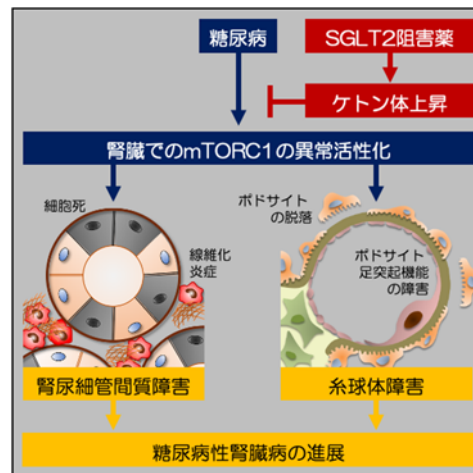 糖尿病
SGLT2阻害薬
ケトン体上昇
腎臓でのmTORC1の異常活性化
細胞死
線維化
炎症
ポドサイト
の脱落
ポドサイト
足突起機能
の障害
腎尿細管間質障害
糸球体障害
糖尿病性腎臓病の進展